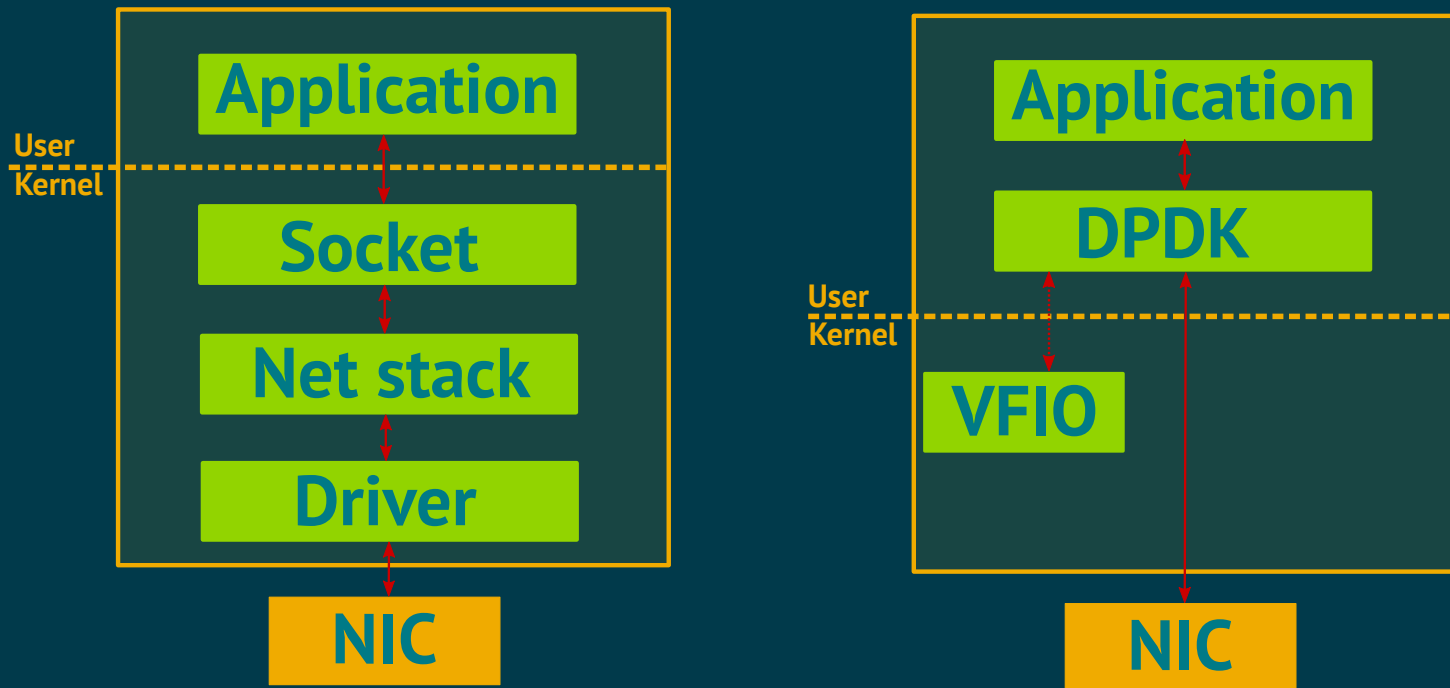 Application
User
Kernel
Socket
Net stack
Driver
NIC
Application
DPDK
User
Kernel
VFIO
NIC